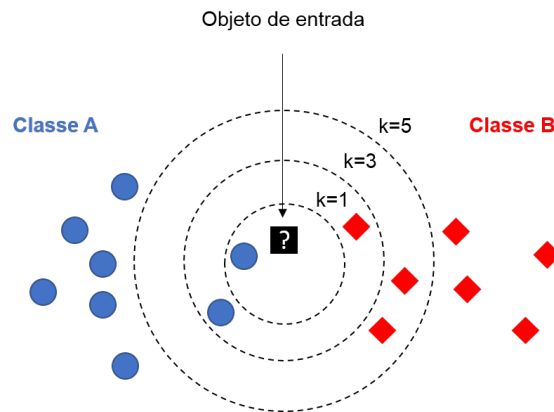 Objeto de entrada
Classe A
k=5
Classe B
k=3
k=1
?